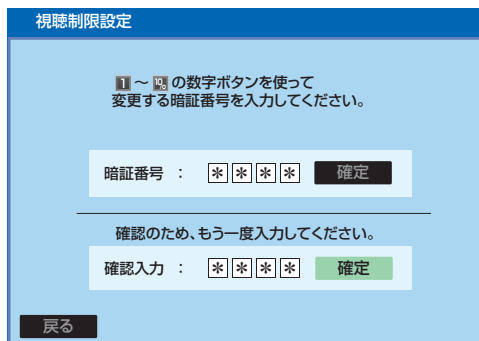 視聴制限設定
1 ～ 10 の数字ボタンを使って
変更する暗証番号を入力してください。
暗証番号 ： * * * * 確定
確認のため、もう一度入力してください。
確認入力 ： * * * * 確定
戻る